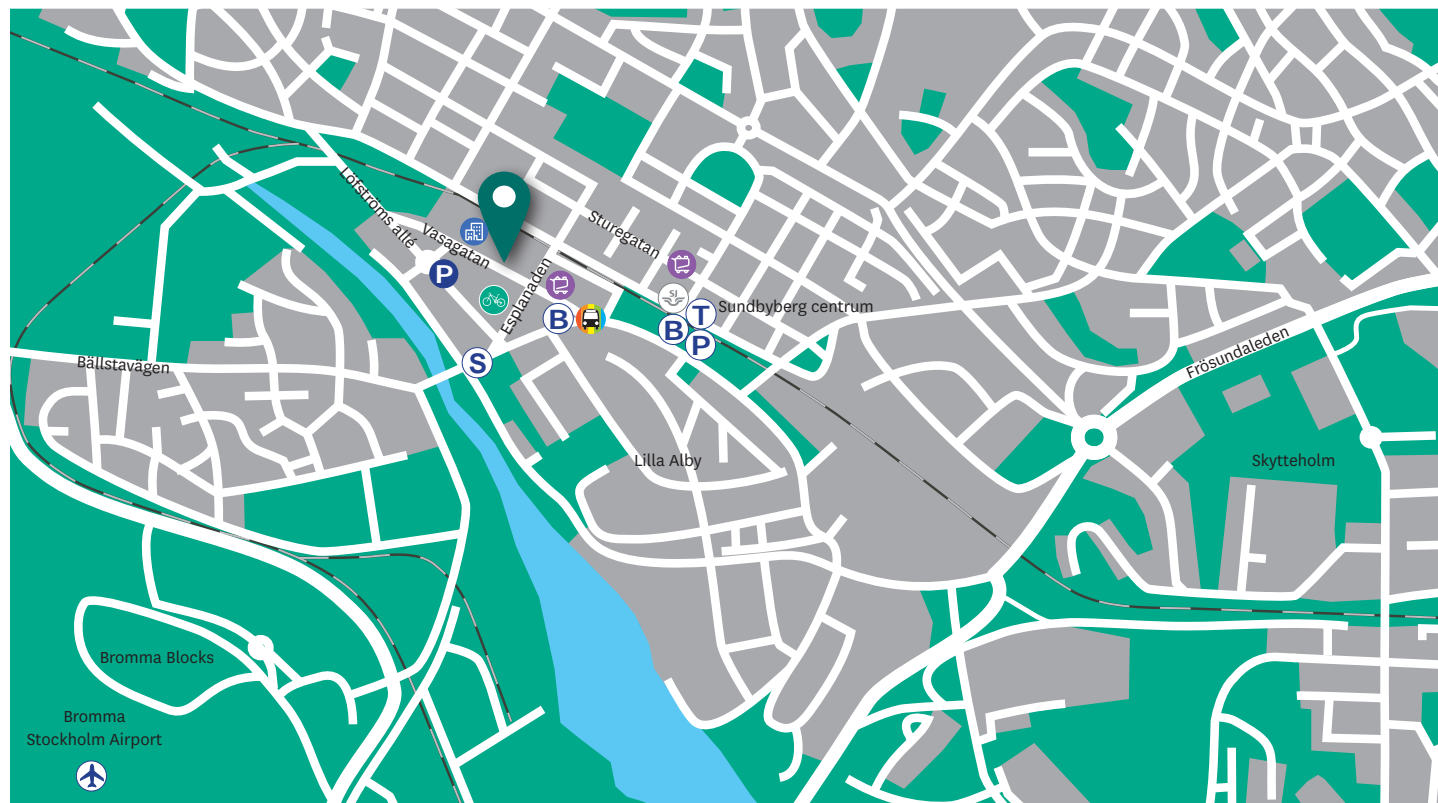 Löfströms allé
Vasagatan
Sturegatan
P
Esplanaden
SJ
T
Sundbyberg centrum
B
B
P
S
Bällstavägen
Frösundaleden
Lilla Alby
Skytteholm
Bromma Blocks
Bromma
Stockholm Airport